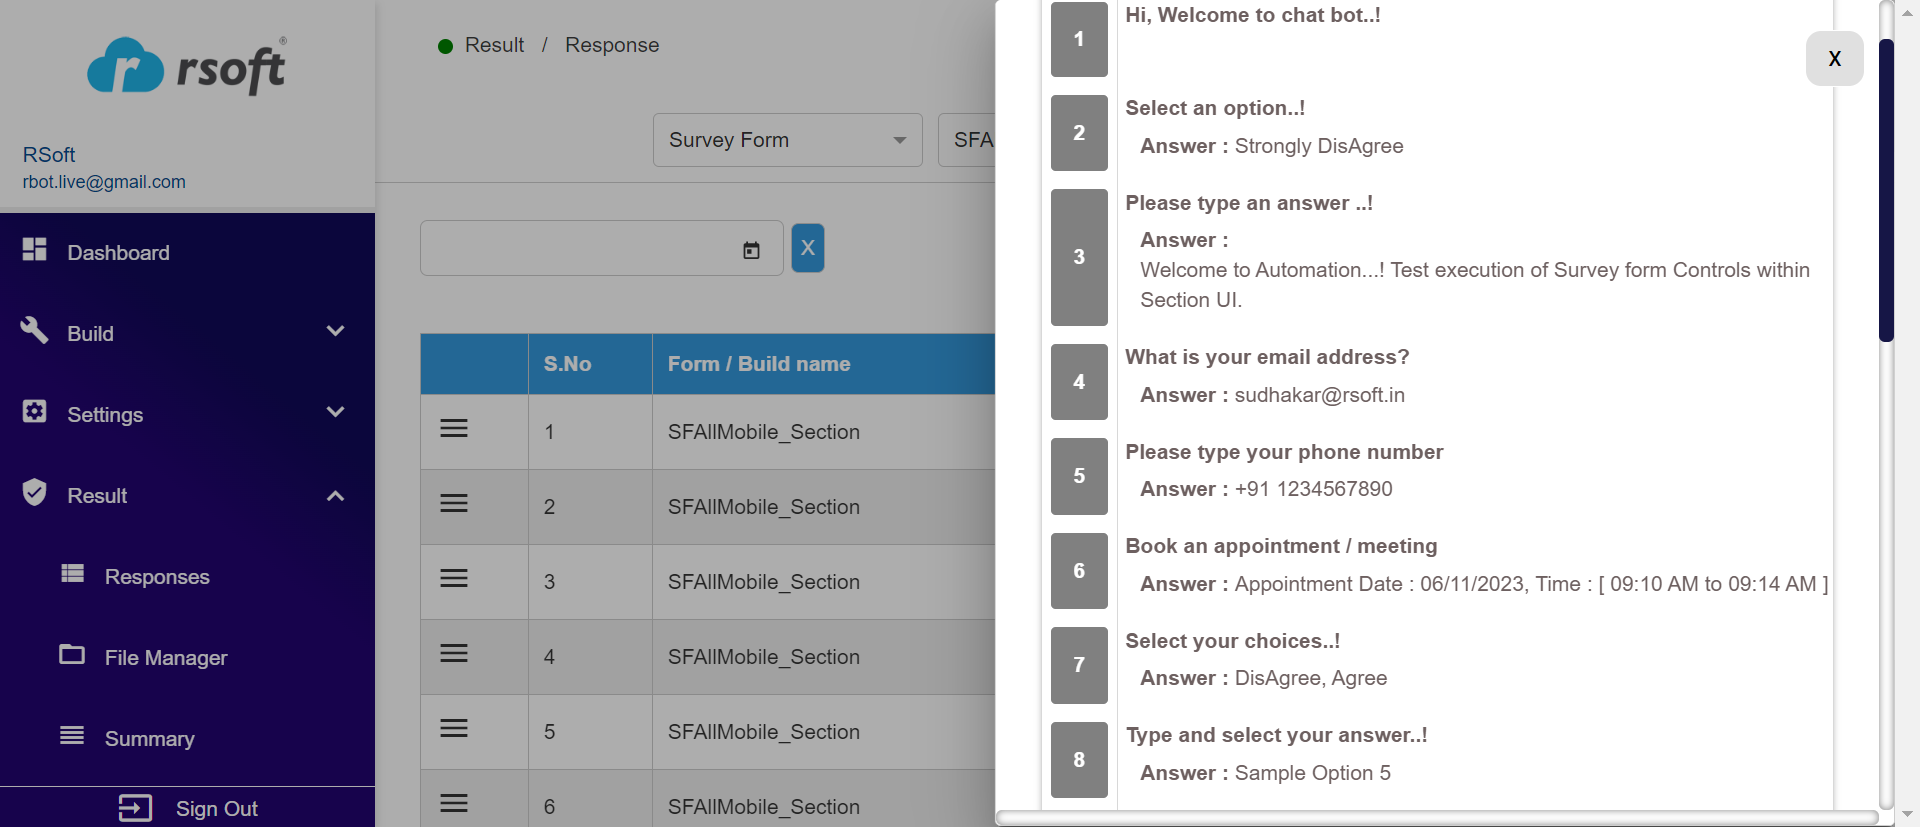 rsoft®
RSoft
rbot.live@gmail.com
Dashboard
Build
Settings
Result
Responses
File Manager
Summary
Sign Out
Result / Response
Survey Form
SFA
X
S.No Form / Build name
1 SFAllMobile_Section
2 SFAllMobile_Section
3 SFAllMobile_Section
4 SFAllMobile_Section
5 SFAllMobile_Section
6 SFAllMobile_Section
X
1 Hi, Welcome to chat bot..!
2 Select an option..!
Answer : Strongly DisAgree
3 Please type an answer ..!
Answer :
Welcome to Automation...! Test execution of Survey form Controls within
Section UI.
4 What is your email address?
Answer : sudhakar@rsoft.in
5 Please type your phone number
Answer : +91 1234567890
6 Book an appointment / meeting
Answer : Appointment Date : 06/11/2023, Time : [ 09:10 AM to 09:14 AM ]
7 Select your choices..!
Answer : DisAgree, Agree
8 Type and select your answer..!
Answer : Sample Option 5